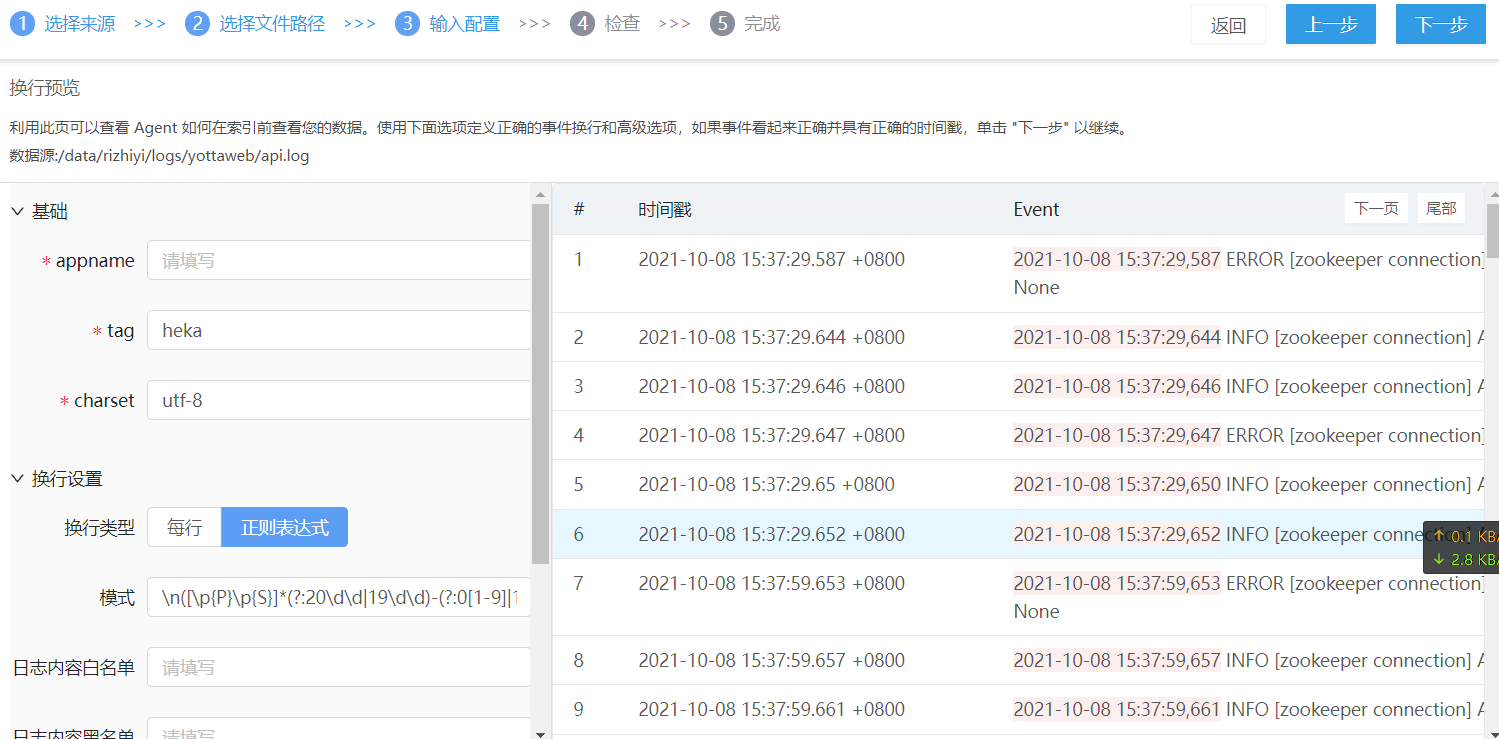 1 选择来源 >>> 2 选择文件路径 >>> 3 输入配置 >>> 4 检查 >>> 5 完成 返回 上一步 下一步
换行预览
利用此页可以查看 Agent 如何在索引前查看您的数据。使用下面选项定义正确的事件换行和高级选项，如果事件看起来正确并具有正确的时间戳，单击 "下一步" 以继续。
数据源:/data/rizhiyi/logs/yottaweb/api.log
基础
* appname 请填写
* tag heka
* charset utf-8
换行设置
换行类型 每行 正则表达式
模式 \n([\p{P}\p{S}]*(?:20\d\d|19\d\d)-(?:0[1-9]|1
日志内容白名单 请填写
日志内容黑名单 请填写
# 时间戳 Event 下一页 尾部
1 2021-10-08 15:37:29.587 +0800 2021-10-08 15:37:29,587 ERROR [zookeeper connection]
None
2 2021-10-08 15:37:29.644 +0800 2021-10-08 15:37:29,644 INFO [zookeeper connection] A
3 2021-10-08 15:37:29.646 +0800 2021-10-08 15:37:29,646 INFO [zookeeper connection] A
4 2021-10-08 15:37:29.647 +0800 2021-10-08 15:37:29,647 ERROR [zookeeper connection]
5 2021-10-08 15:37:29.65 +0800 2021-10-08 15:37:29,650 INFO [zookeeper connection] A
6 2021-10-08 15:37:29.652 +0800 2021-10-08 15:37:29,652 INFO [zookeeper connec
↑ 0.1 KB/
↓ 2.8 KB/
7 2021-10-08 15:37:29.653 +0800 2021-10-08 15:37:29,653 ERROR [zookeeper connection]
None
8 2021-10-08 15:37:59.657 +0800 2021-10-08 15:37:59,657 INFO [zookeeper connection] A
9 2021-10-08 15:37:59.661 +0800 2021-10-08 15:37:59,661 INFO [zookeeper connection] A